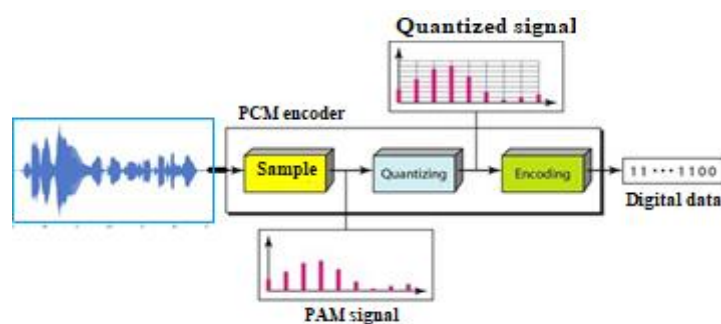 Quantized signal
PCM encoder
Sample
Quantizing
Encoding
11 ··· 1100
Digital data
PAM signal